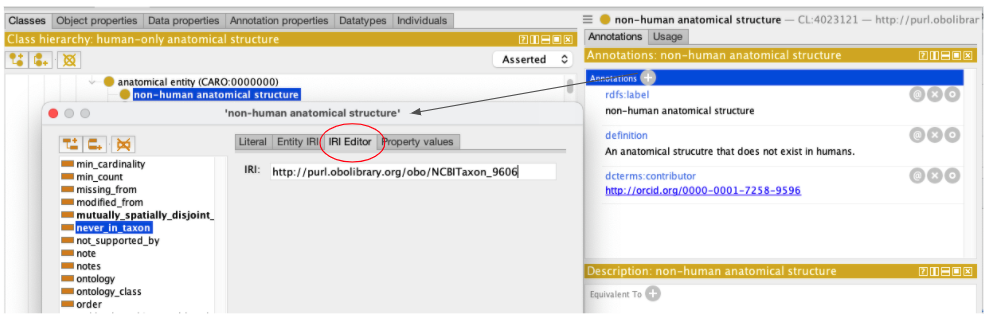 Classes Object properties Data properties Annotation properties Datatypes Individuals
Class hierarchy: human-only anatomical structure
Asserted
anatomical entity (CARO:0000000)
non-human anatomical structure
'non-human anatomical structure'
min_cardinality
min_count
missing_from
modified_from
mutually_spatially_disjoint_
never_in_taxon
not_supported_by
note
notes
ontology
ontology_class
order
Literal Entity IRI IRI Editor Property values
IRI: http://purl.obolibrary.org/obo/NCBITaxon_9606
non-human anatomical structure — CL:4023121 — http://purl.obolibrar
Annotations Usage
Annotations: non-human anatomical structure
Annotations
rdfs:label
non-human anatomical structure
definition
An anatomical strucutre that does not exist in humans.
dcterms:contributor
http://orcid.org/0000-0001-7258-9596
Description: non-human anatomical structure
Equivalent To